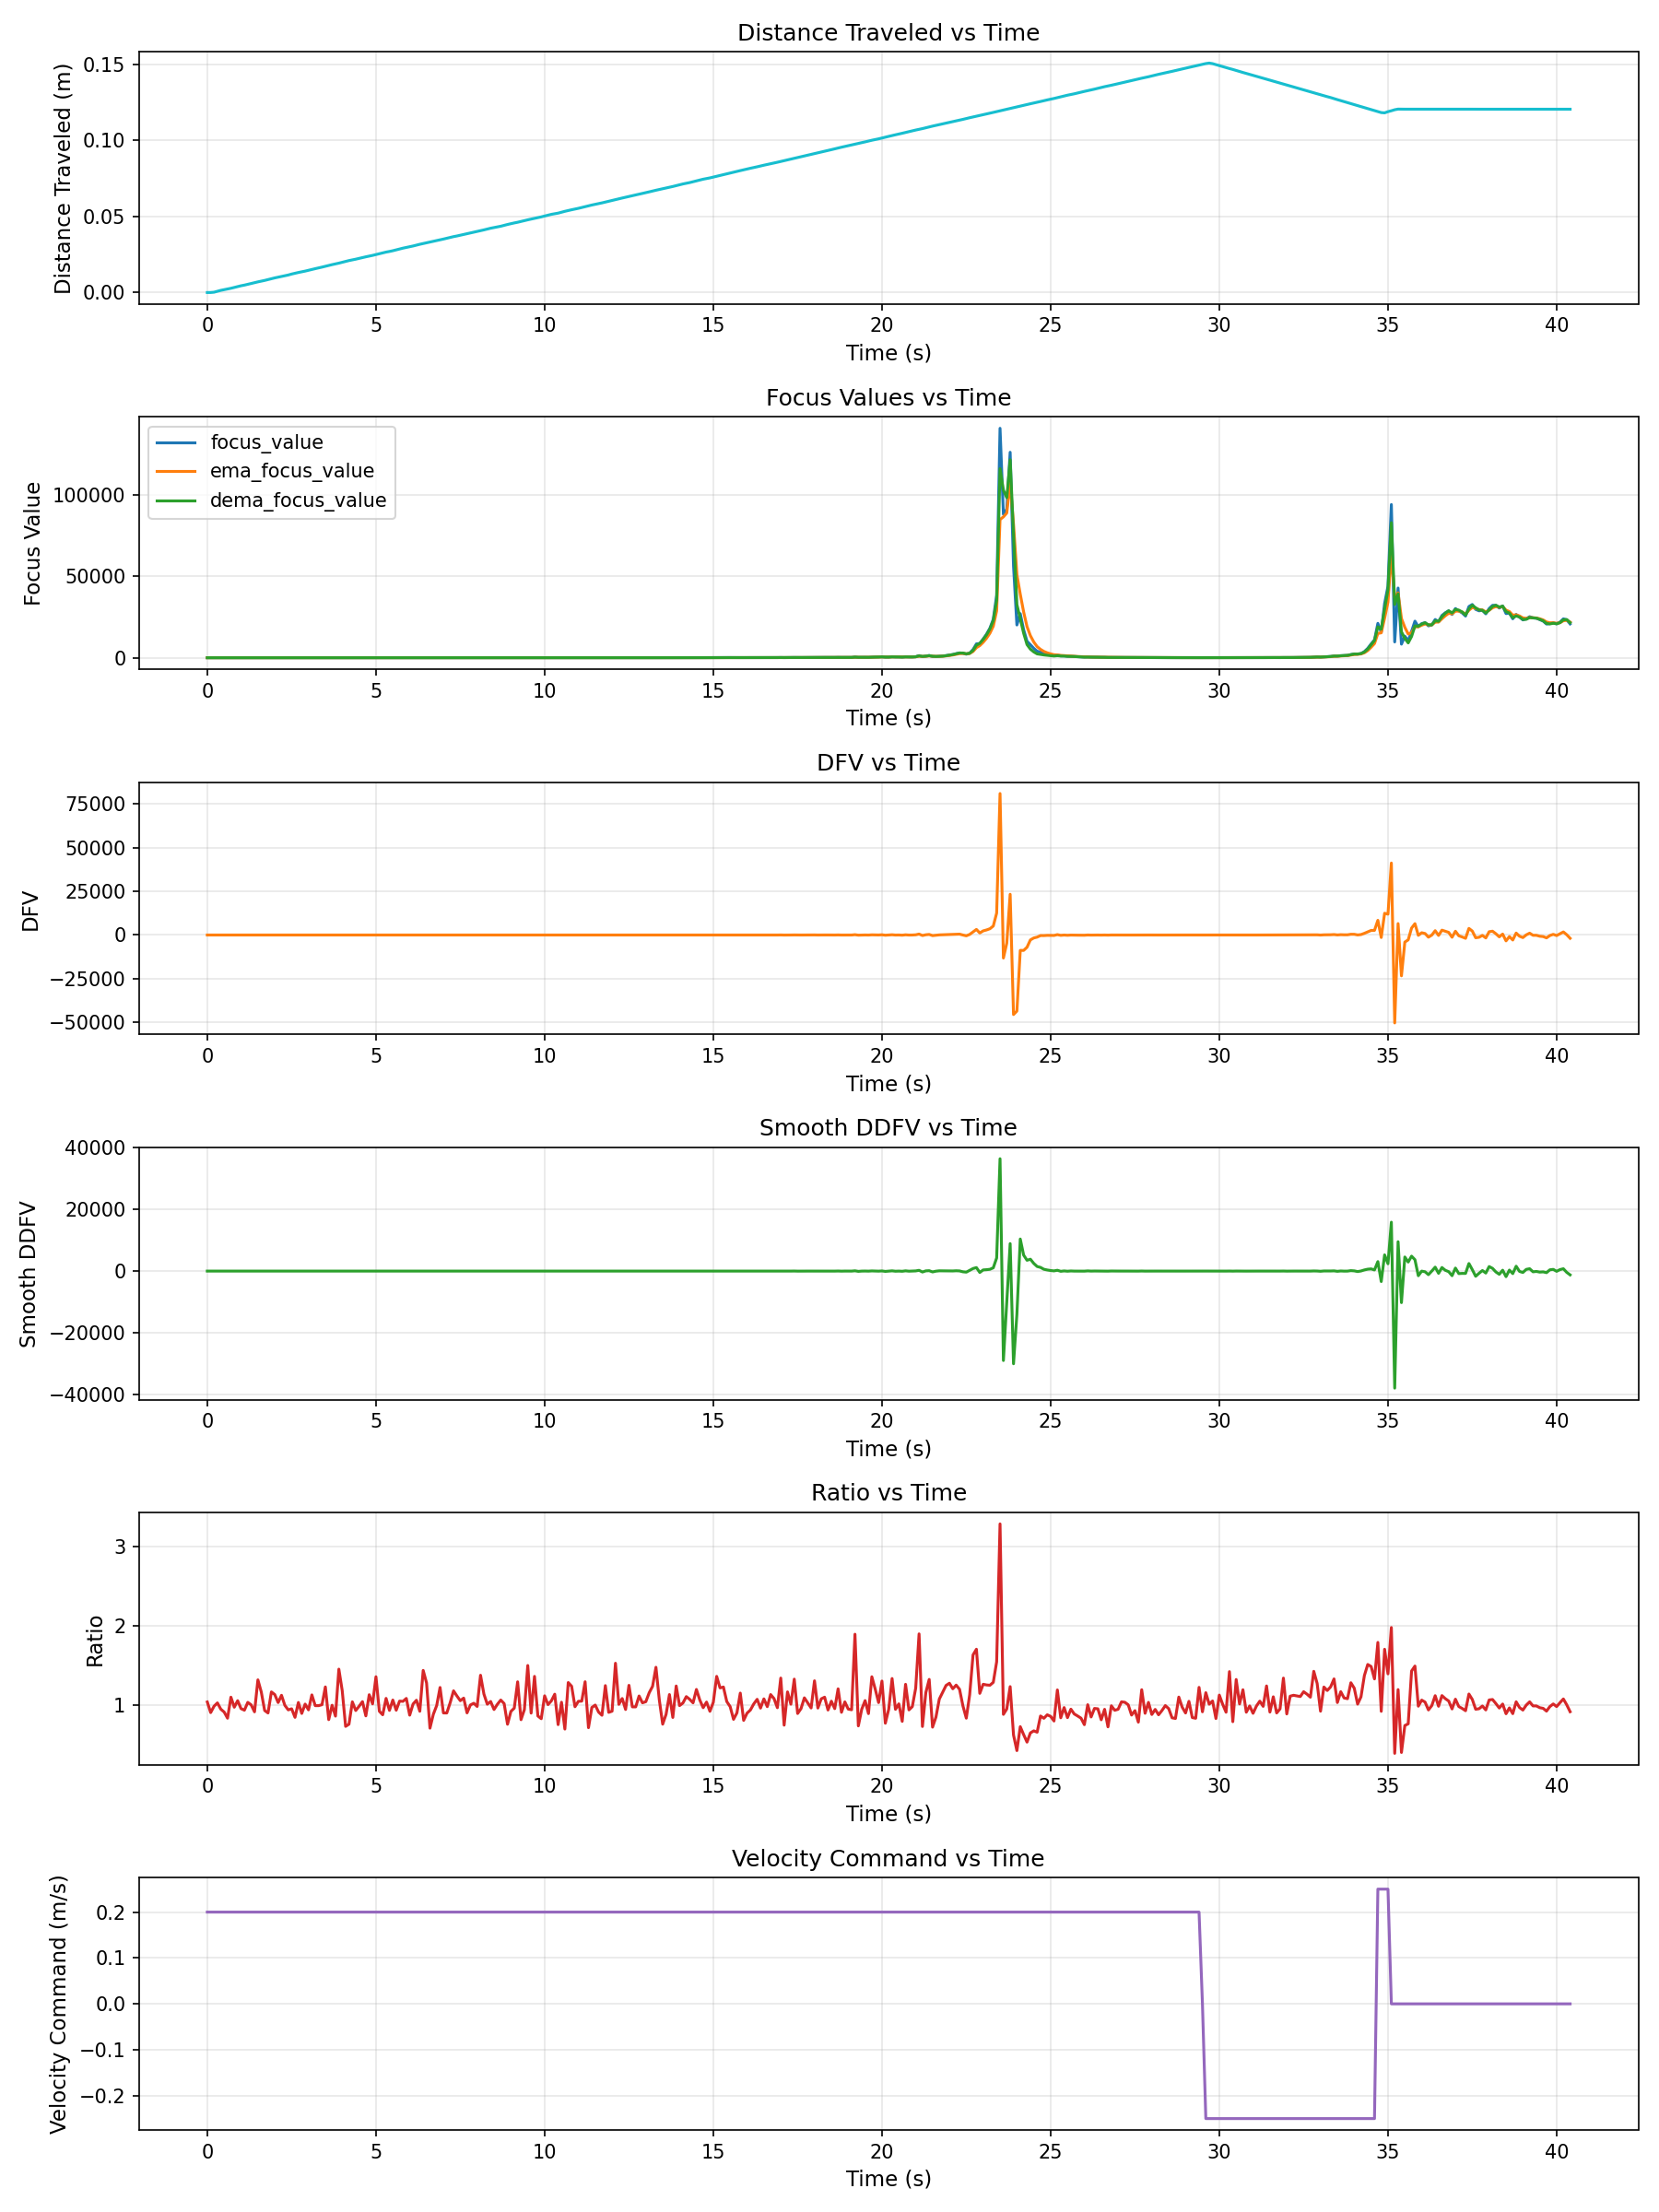 Distance Traveled vs Time
Distance Traveled (m)
0.15
0.10
0.05
0.00
0 5 10 15 20 25 30 35 40
Time (s)
Focus Values vs Time
Focus Value
focus_value
ema_focus_value
dema_focus_value
100000
50000
0
0 5 10 15 20 25 30 35 40
Time (s)
DFV vs Time
DFV
75000
50000
25000
0
−25000
−50000
0 5 10 15 20 25 30 35 40
Time (s)
Smooth DDFV vs Time
Smooth DDFV
40000
20000
0
−20000
−40000
0 5 10 15 20 25 30 35 40
Time (s)
Ratio vs Time
Ratio
3
2
1
0 5 10 15 20 25 30 35 40
Time (s)
Velocity Command vs Time
Velocity Command (m/s)
0.2
0.1
0.0
−0.1
−0.2
0 5 10 15 20 25 30 35 40
Time (s)